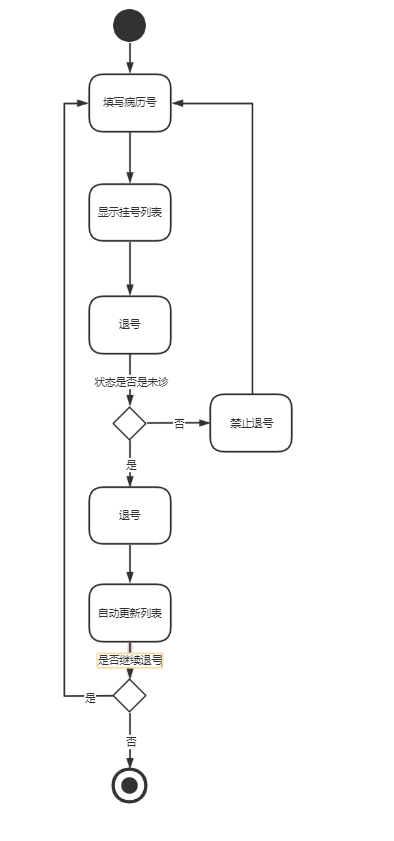 填写病历号
显示挂号列表
退号
状态是否是未诊
否
禁止退号
是
退号
自动更新列表
是否继续退号
是
否